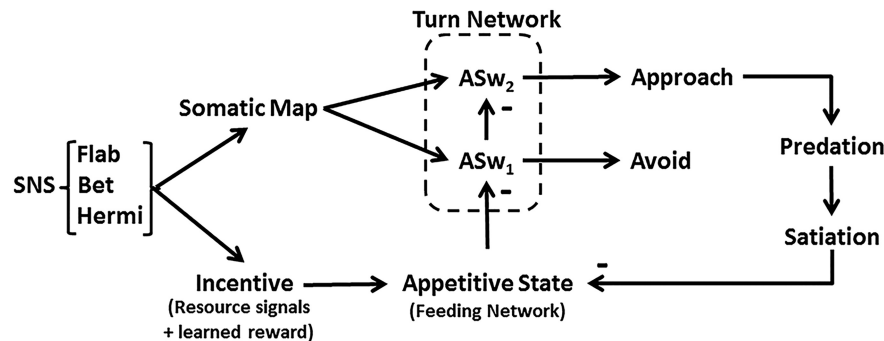 Turn Network
ASw2
Approach
Somatic Map
-
Predation
Flab
SNS
Bet
ASw1
Avoid
Hermi
-
Satiation
-
Incentive
Appetitive State
(Resource signals
(Feeding Network)
+ learned reward)